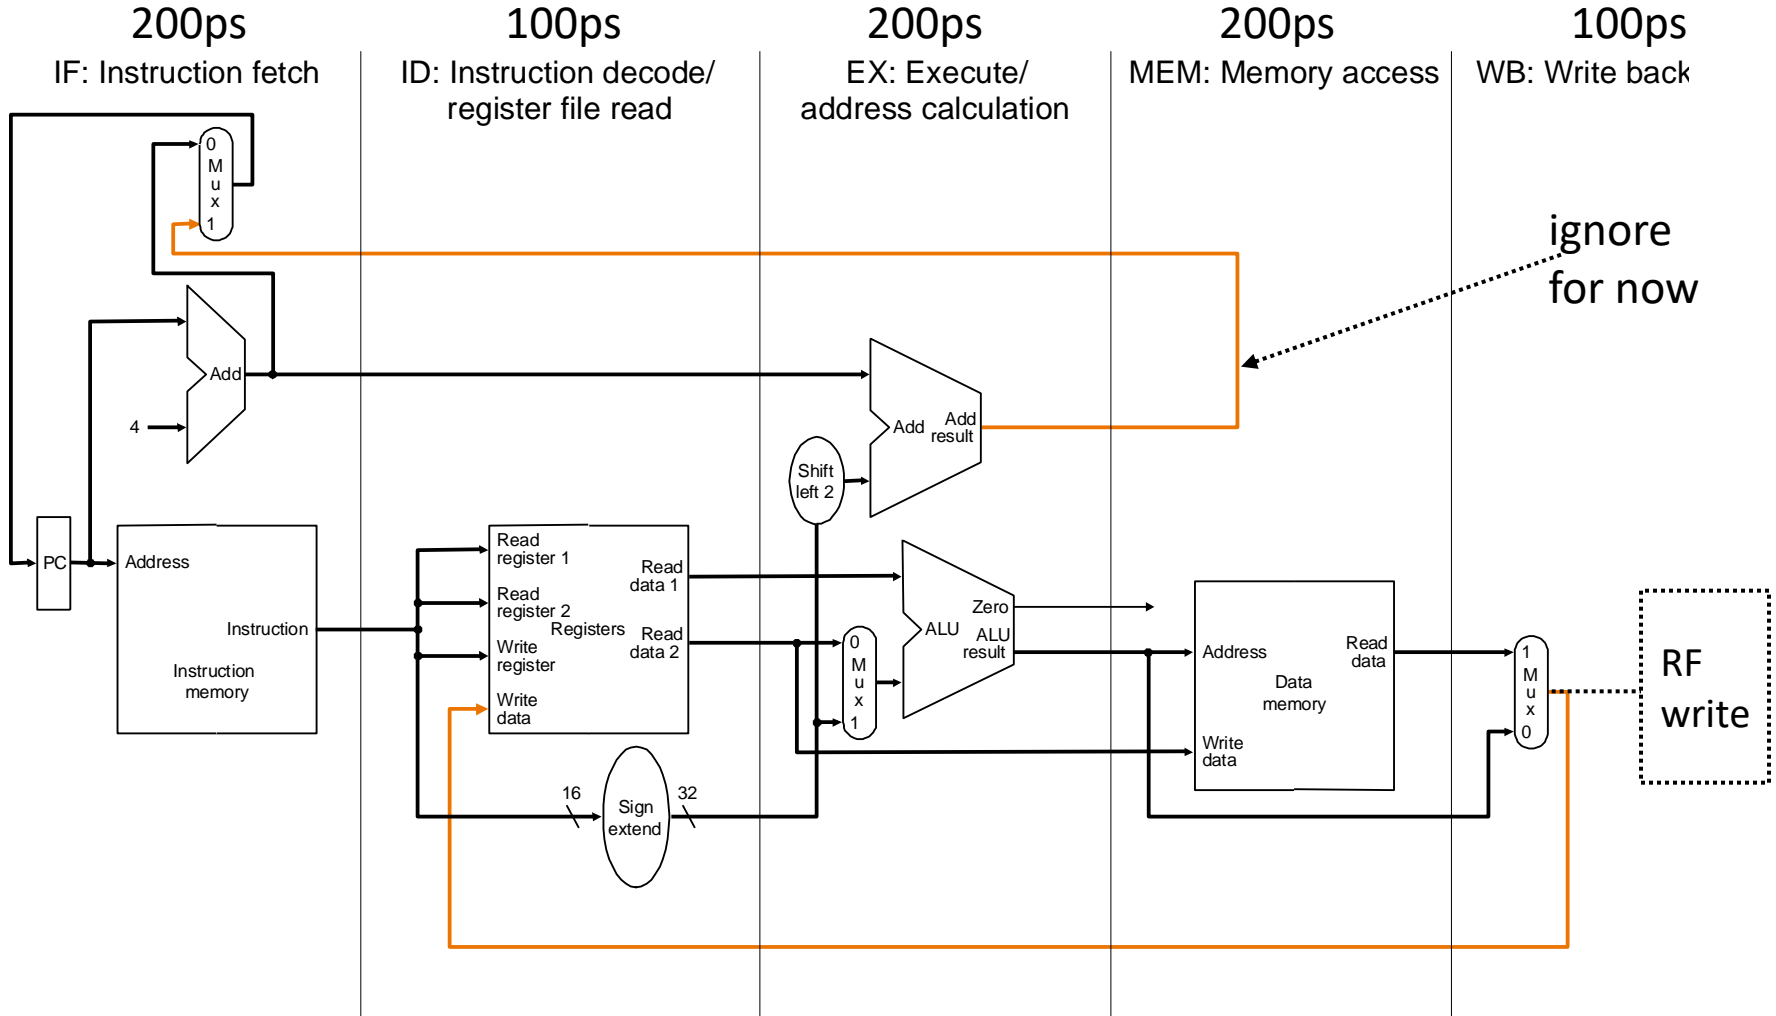 200ps
100ps
200ps
200ps
100ps
IF: Instruction fetch
ID: Instruction decode/
register file read
EX: Execute/
address calculation
MEM: Memory access
WB: Write back
0
M
u
x
1
ignore
for now
Add
4
Add
Add
result
Shift
left 2
PC
Address
Instruction
Instruction
memory
Read
register 1
Read
register 2
Registers
Write
register
Write
data
Read
data 1
Read
data 2
16
Sign
extend
32
0
M
u
x
1
Zero
ALU
ALU
result
Address
Read
data
Data
memory
Write
data
1
M
u
x
0
RF
write